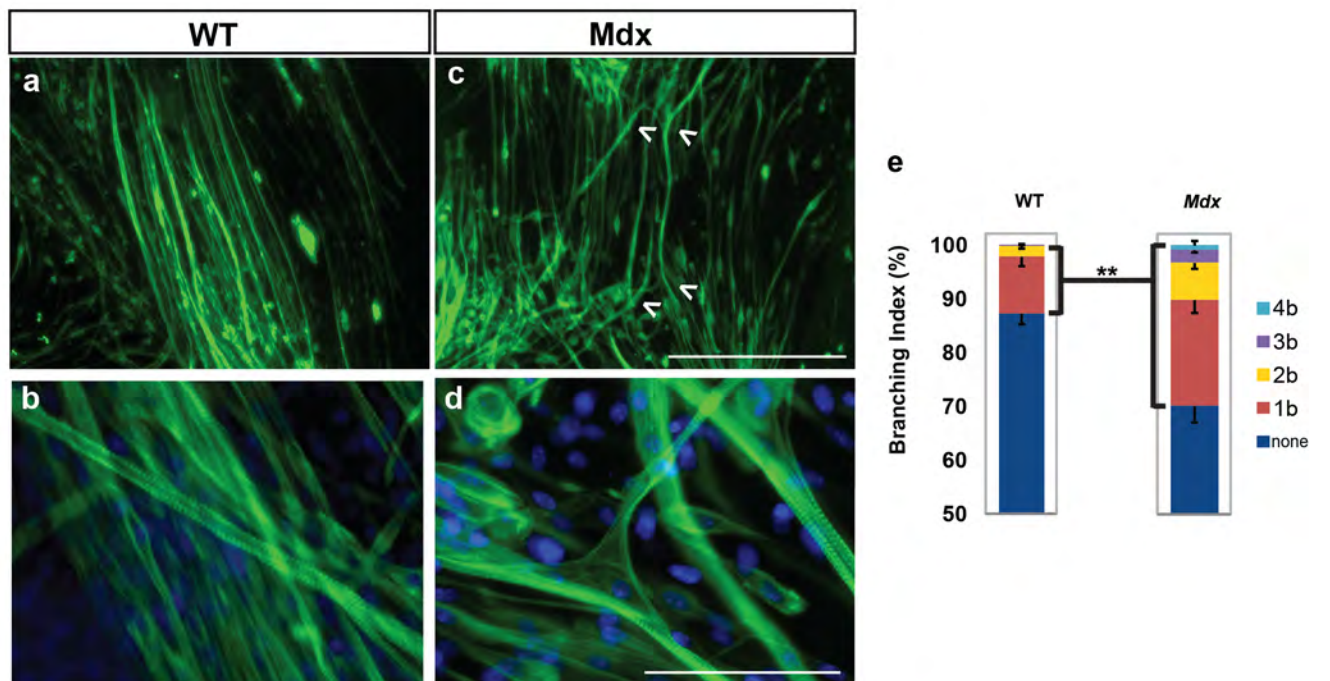 WT
Mdx
a
c
b
d
e
WT
Mdx
Branching Index (%)
100
90
80
70
60
50
**
4b
3b
2b
1b
none